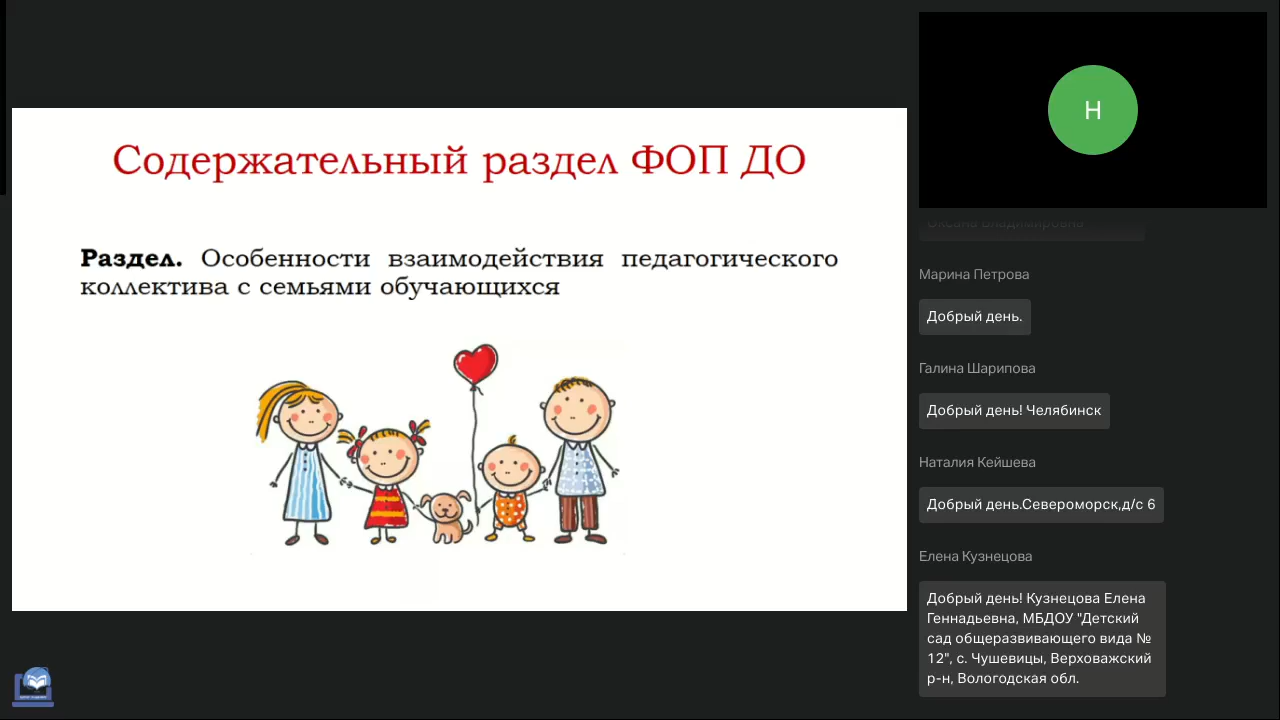 Содержательный раздел ФОП ДО
Раздел. Особенности взаимодействия педагогического
коллектива с семьями обучающихся
Н
Оксана Владимировна
Марина Петрова
Добрый день.
Галина Шарипова
Добрый день! Челябинск
Наталия Кейшева
Добрый день.Североморск,д/с 6
Елена Кузнецова
Добрый день! Кузнецова Елена
Геннадьевна, МБДОУ "Детский
сад общеразвивающего вида №
12", с. Чушевицы, Верховажский
р-н, Вологодская обл.